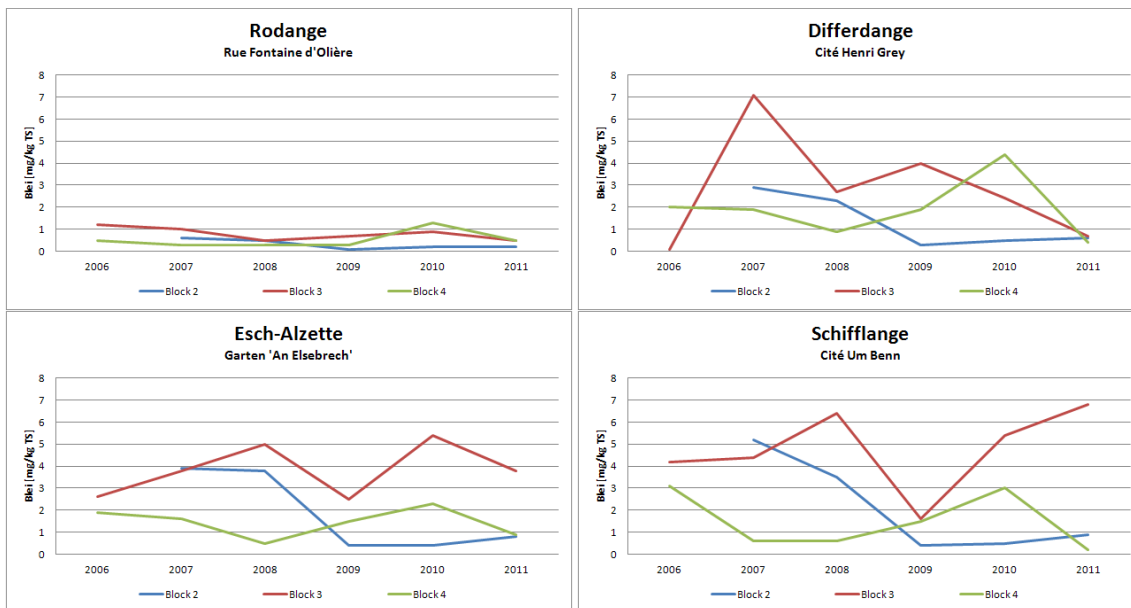 Rodange
Rue Fontaine d'Olière
Blei [mg/kg TS]
8
7
6
5
4
3
2
1
0
2006 2007 2008 2009 2010 2011
Block 2 Block 3 Block 4
Differdange
Cité Henri Grey
Blei [mg/kg TS]
8
7
6
5
4
3
2
1
0
2006 2007 2008 2009 2010 2011
Block 2 Block 3 Block 4
Esch-Alzette
Garten 'An Elsebrech'
Blei [mg/kg TS]
8
7
6
5
4
3
2
1
0
2006 2007 2008 2009 2010 2011
Block 2 Block 3 Block 4
Schifflange
Cité Um Benn
Blei [mg/kg TS]
8
7
6
5
4
3
2
1
0
2006 2007 2008 2009 2010 2011
Block 2 Block 3 Block 4